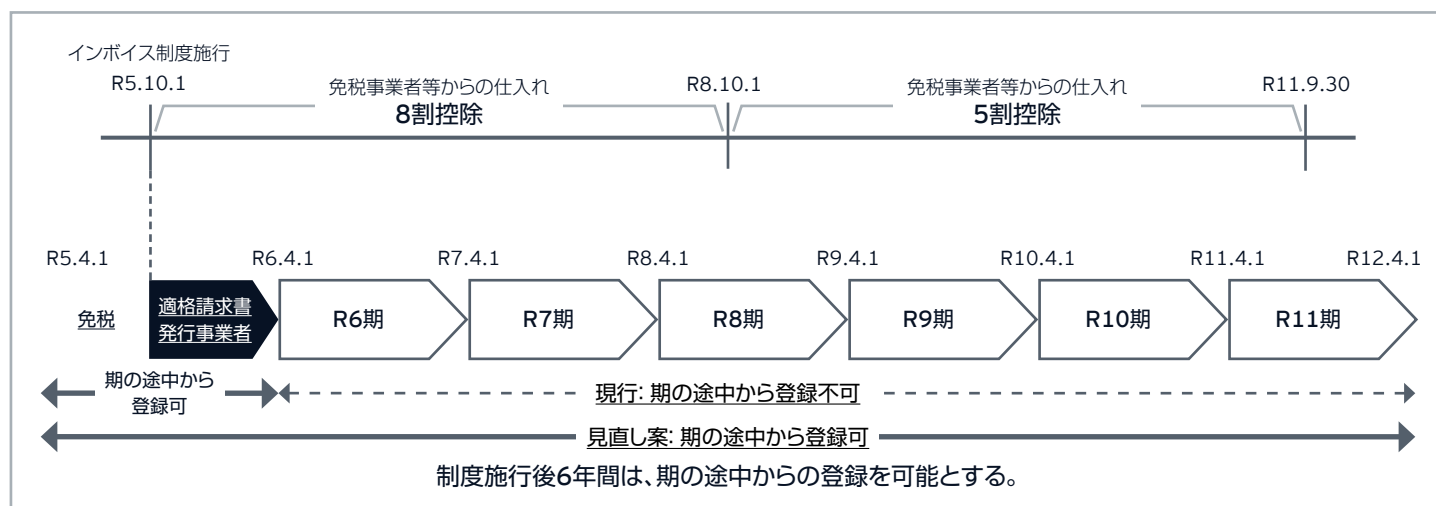 インボイス制度施行
R5.10.1
免税事業者等からの仕入れ
8割控除
R8.10.1
免税事業者等からの仕入れ
5割控除
R11.9.30
R5.4.1
R6.4.1
R7.4.1
R8.4.1
R9.4.1
R10.4.1
R11.4.1
R12.4.1
免税
適格請求書
発行事業者
R6期
R7期
R8期
R9期
R10期
R11期
期の途中から
登録可
現行: 期の途中から登録不可
見直し案: 期の途中から登録可
制度施行後6年間は、期の途中からの登録を可能とする。